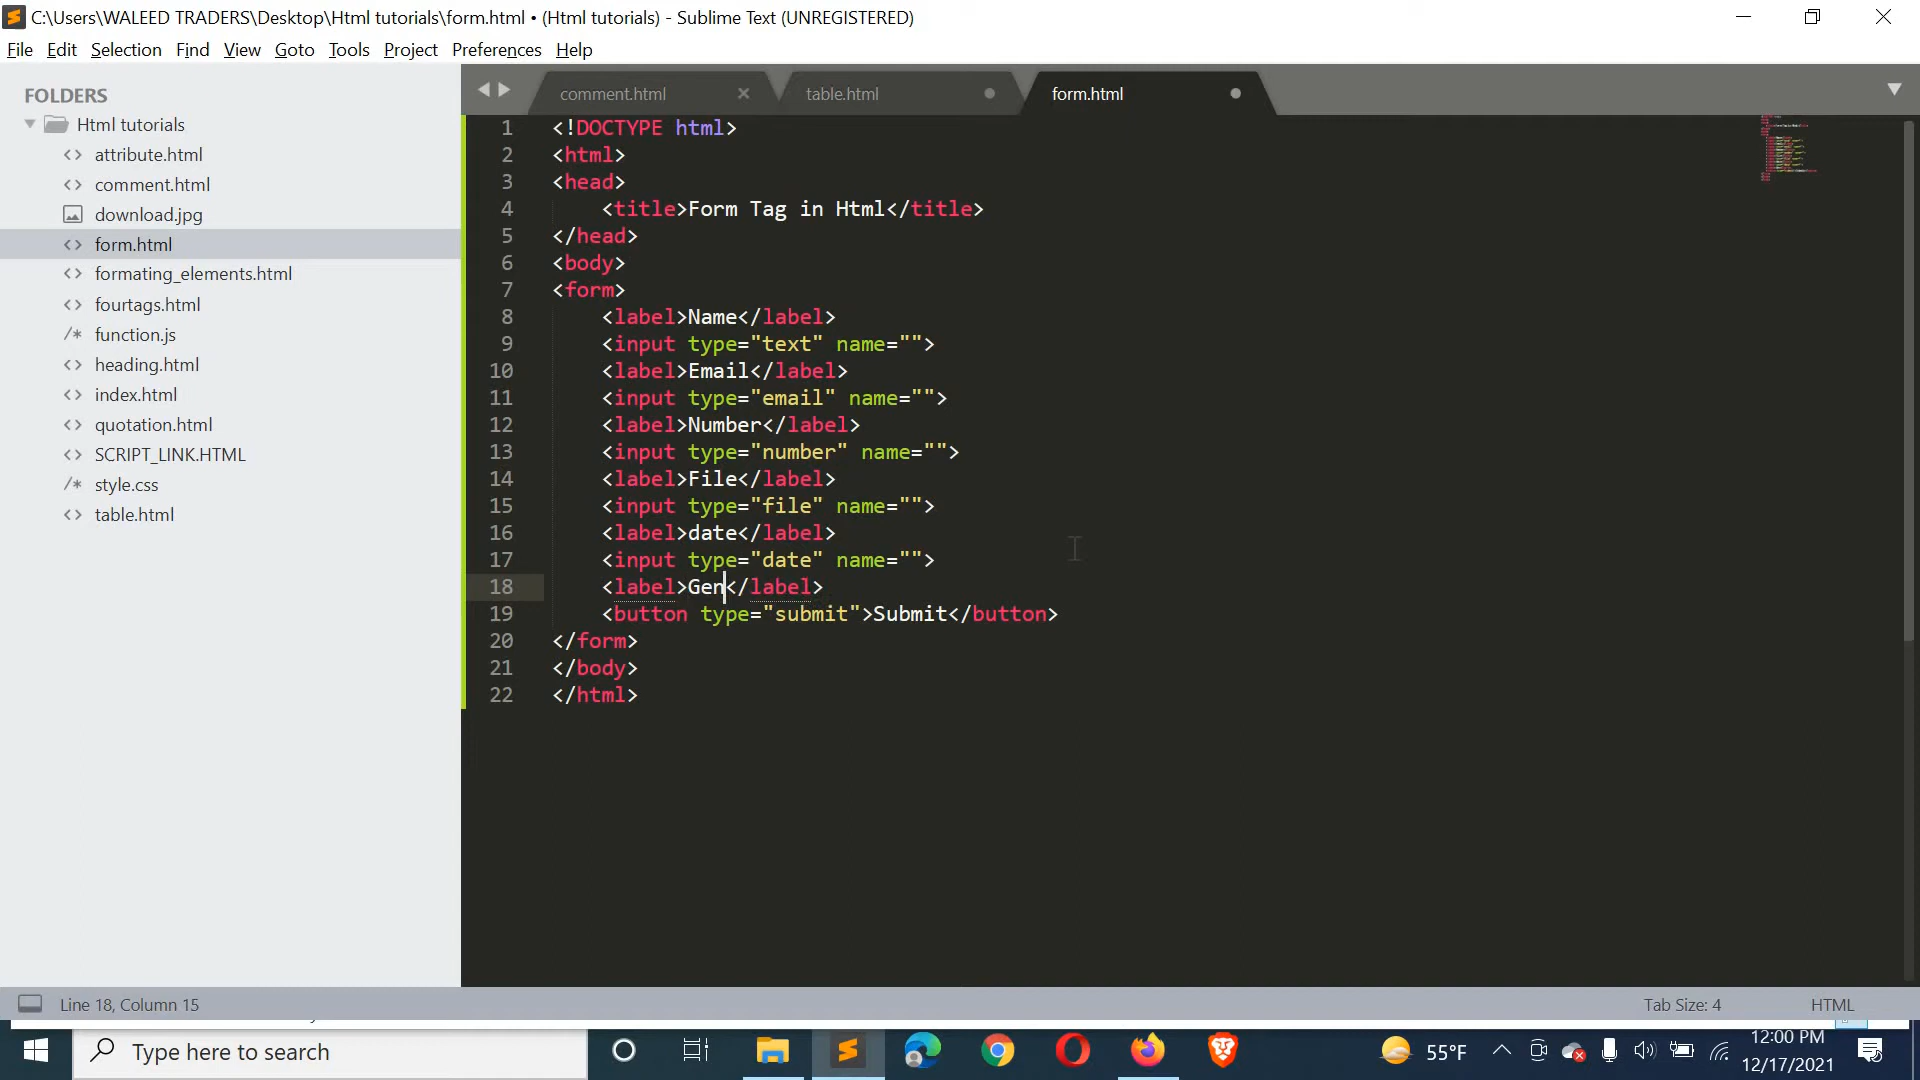 C:\Users\WALEED TRADERS\Desktop\Html tutorials\form.html • (Html tutorials) - Sublime Text (UNREGISTERED)
File Edit Selection Find View Goto Tools Project Preferences Help
FOLDERS
Html tutorials
attribute.html
comment.html
download.jpg
form.html
formating_elements.html
fourtags.html
function.js
heading.html
index.html
quotation.html
SCRIPT_LINK.HTML
style.css
table.html
comment.html table.html form.html
1 <!DOCTYPE html>
2 <html>
3 <head>
4 <title>Form Tag in Html</title>
5 </head>
6 <body>
7 <form>
8 <label>Name</label>
9 <input type="text" name="">
10 <label>Email</label>
11 <input type="email" name="">
12 <label>Number</label>
13 <input type="number" name="">
14 <label>File</label>
15 <input type="file" name="">
16 <label>date</label>
17 <input type="date" name="">
18 <label>Gen</label>
19 <button type="submit">Submit</button>
20 </form>
21 </body>
22 </html>
Line 18, Column 15 Tab Size: 4 HTML
Type here to search
55°F
12:00 PM
12/17/2021